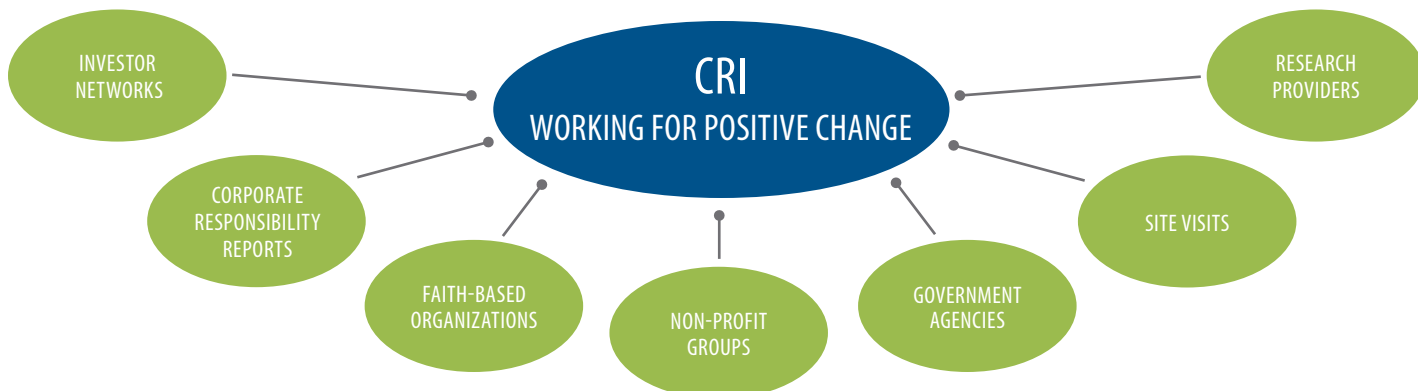 CRI
WORKING FOR POSITIVE CHANGE
INVESTOR
NETWORKS
CORPORATE
RESPONSIBILITY
REPORTS
FAITH-BASED
ORGANIZATIONS
NON-PROFIT
GROUPS
GOVERNMENT
AGENCIES
SITE VISITS
RESEARCH
PROVIDERS